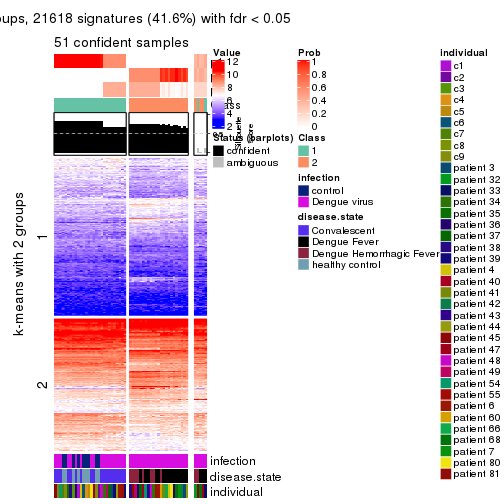 oups, 21618 signatures (41.6%) with fdr < 0.05
51 confident samples
k-means with 2 groups
1
2
Value
12
10
8
6
4
2
Prob
1
0.8
0.6
0.4
0.2
0
Silhouette
score
Status (barplots)
confident
ambiguous
Class
1
2
infection
control
Dengue virus
disease.state
Convalescent
Dengue Fever
Dengue Hemorrhagic Fever
healthy control
individual
c1
c2
c3
c4
c5
c6
c7
c8
c9
patient 3
patient 32
patient 33
patient 34
patient 35
patient 36
patient 37
patient 38
patient 39
patient 4
patient 40
patient 41
patient 42
patient 43
patient 44
patient 45
patient 47
patient 48
patient 49
patient 54
patient 55
patient 6
patient 60
patient 66
patient 68
patient 7
patient 80
patient 81
infection
disease.state
individual